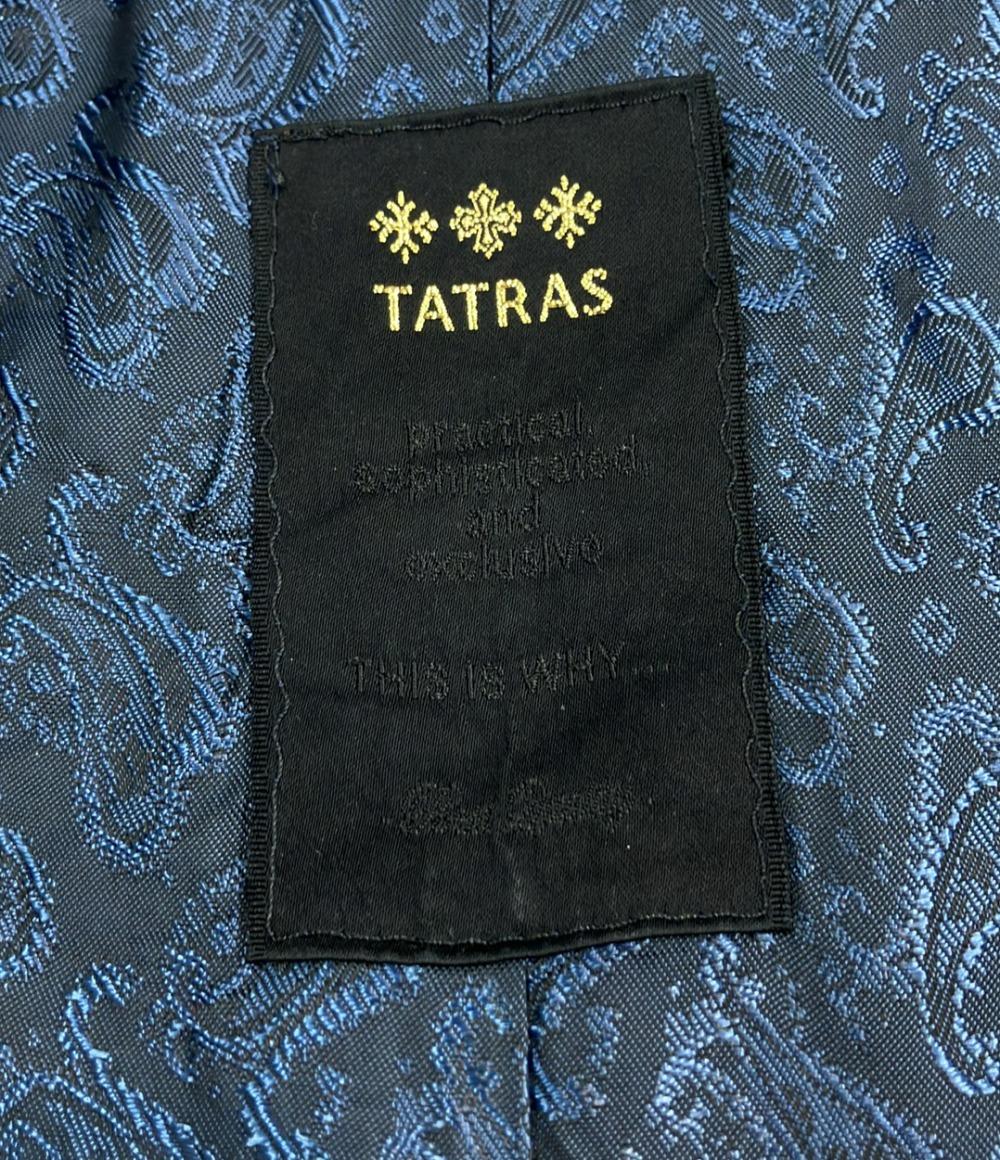 TATRAS
practical,
sophisticated,
and
exclusive
THIS IS WHY....